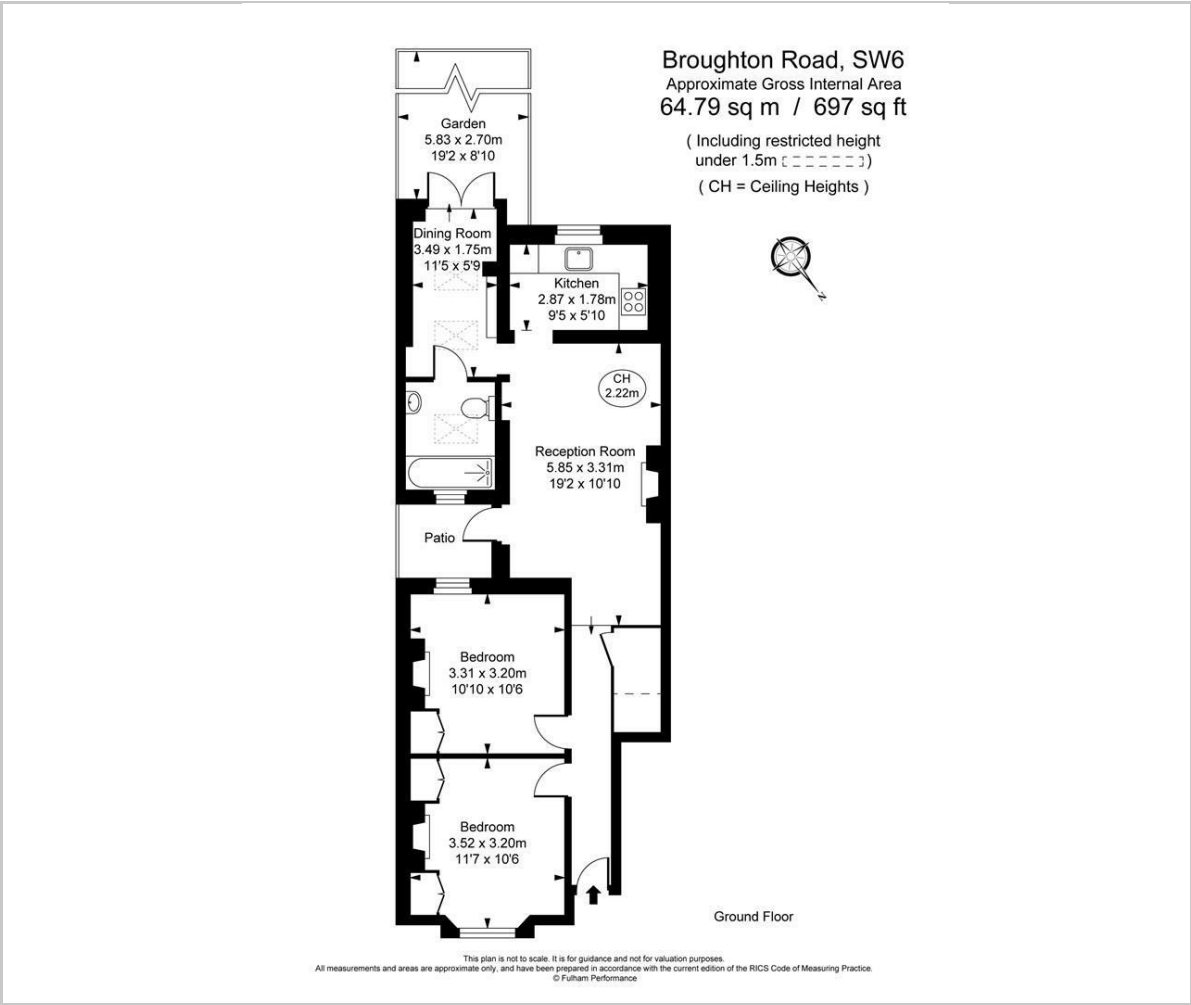 Broughton Road, SW6
Approximate Gross Internal Area
64.79 sq m / 697 sq ft
( Including restricted height
under 1.5m )
( CH = Ceiling Heights )
N
Garden
5.83 x 2.70m
19'2 x 8'10
Dining Room
3.49 x 1.75m
11'5 x 5'9
Kitchen
2.87 x 1.78m
9'5 x 5'10
CH
2.22m
Reception Room
5.85 x 3.31m
19'2 x 10'10
Patio
Bedroom
3.31 x 3.20m
10'10 x 10'6
Bedroom
3.52 x 3.20m
11'7 x 10'6
Ground Floor
This plan is not to scale. It is for guidance and not for valuation purposes.
All measurements and areas are approximate only, and have been prepared in accordance with the current edition of the RICS Code of Measuring Practice.
© Fulham Performance